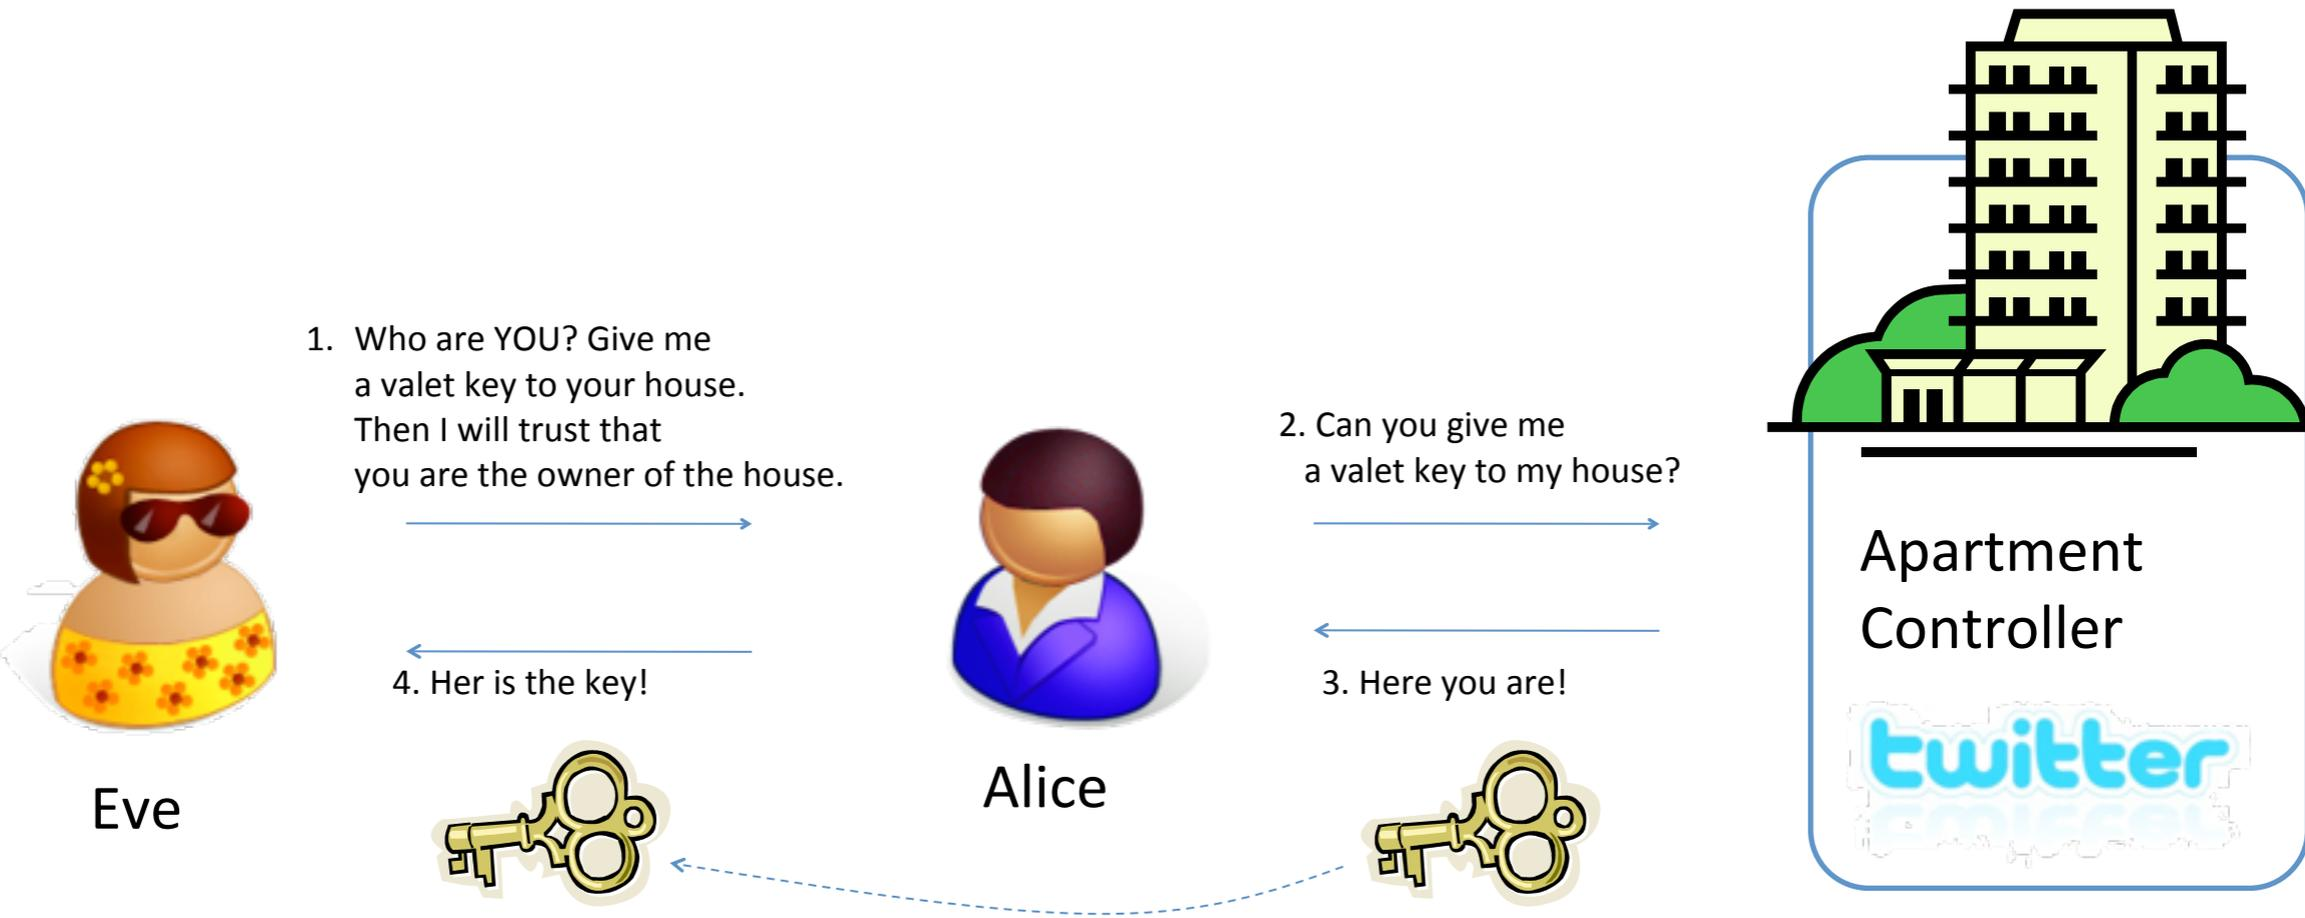 1. Who are YOU? Give me
a valet key to your house.
Then I will trust that
you are the owner of the house.
2. Can you give me
a valet key to my house?
4. Her is the key!
3. Here you are!
Eve
Alice
Apartment
Controller
twitter